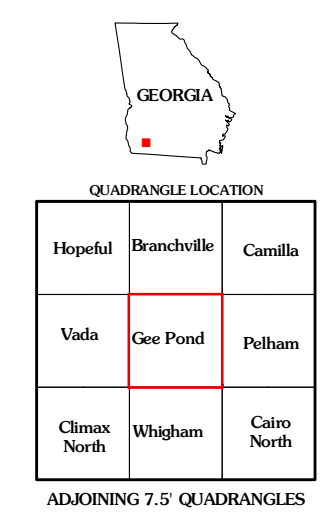 GEORGIA
QUADRANGLE LOCATION
Hopeful
Branchville
Camilla
Vada
Gee Pond
Pelham
Climax
North
Whigham
Cairo
North
ADJOINING 7.5' QUADRANGLES